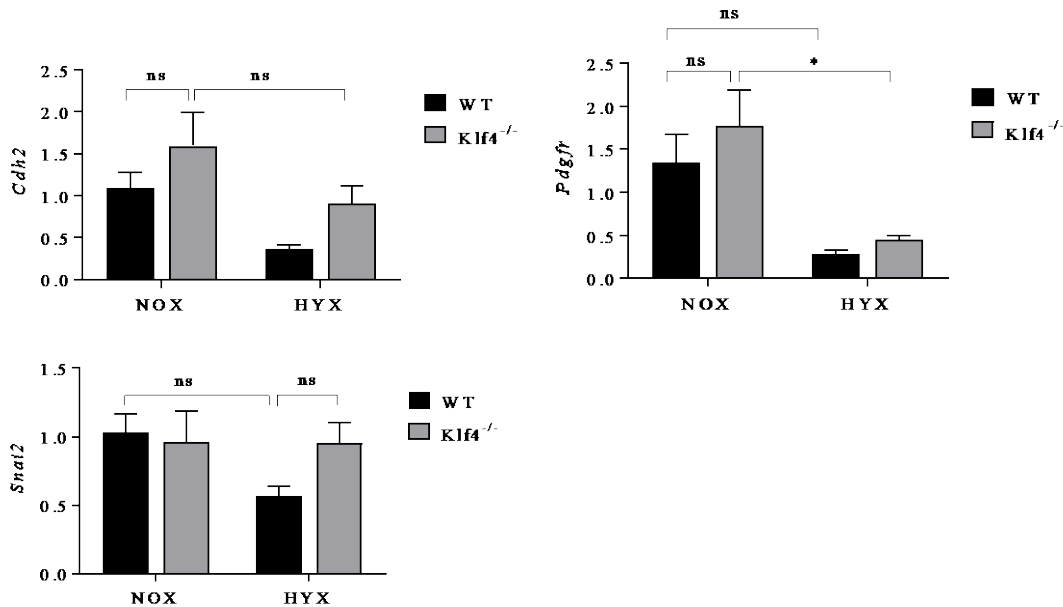 ns
ns
2.5
2.0
1.5
1.0
0.5
0.0
Cdh2
NOX
HYX
WT
Klf4-/-
ns
ns
*
2.5
2.0
1.5
1.0
0.5
0.0
Pdgfr
NOX
HYX
WT
Klf4-/-
ns
ns
1.5
1.0
0.5
0.0
Snai2
NOX
HYX
WT
Klf4-/-